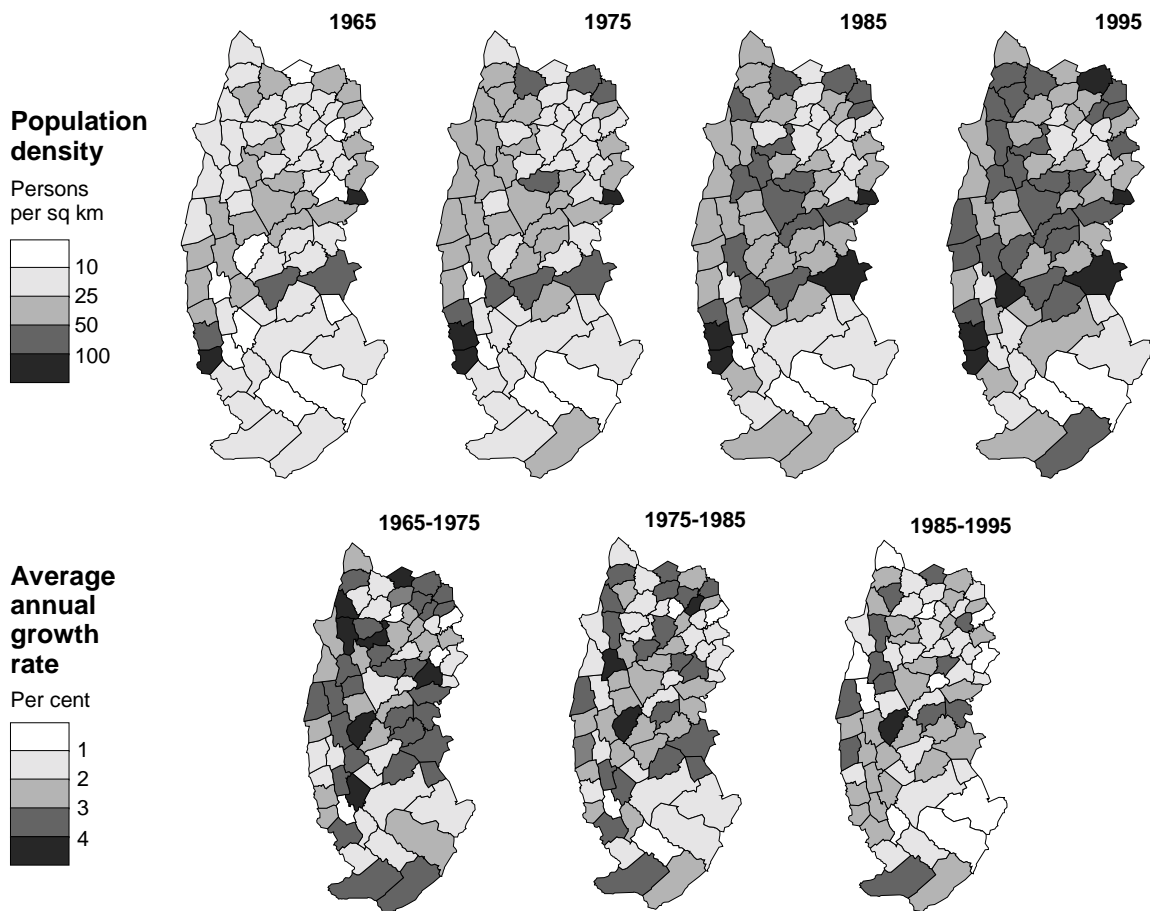 1965
1975
1985
1995
Population
density
Persons
per sq km
10
25
50
100
1965-1975
1975-1985
1985-1995
Average
annual
growth
rate
Per cent
1
2
3
4